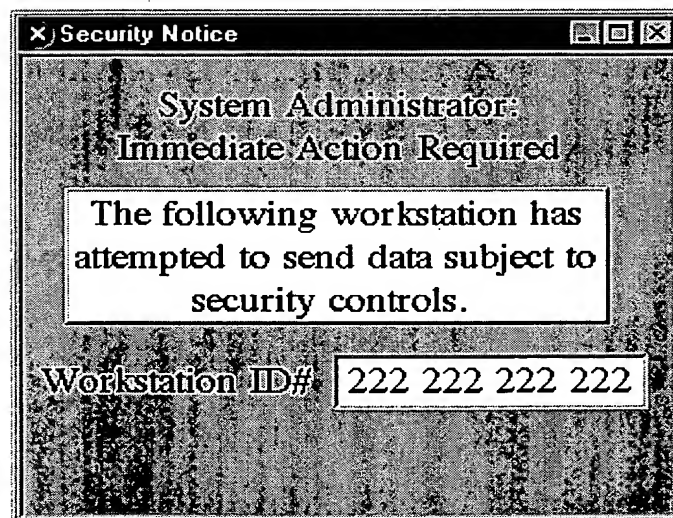 Security Notice
System Administrator:
Immediate Action Required
The following workstation has
attempted to send data subject to
security controls.
Workstation ID# 222 222 222 222